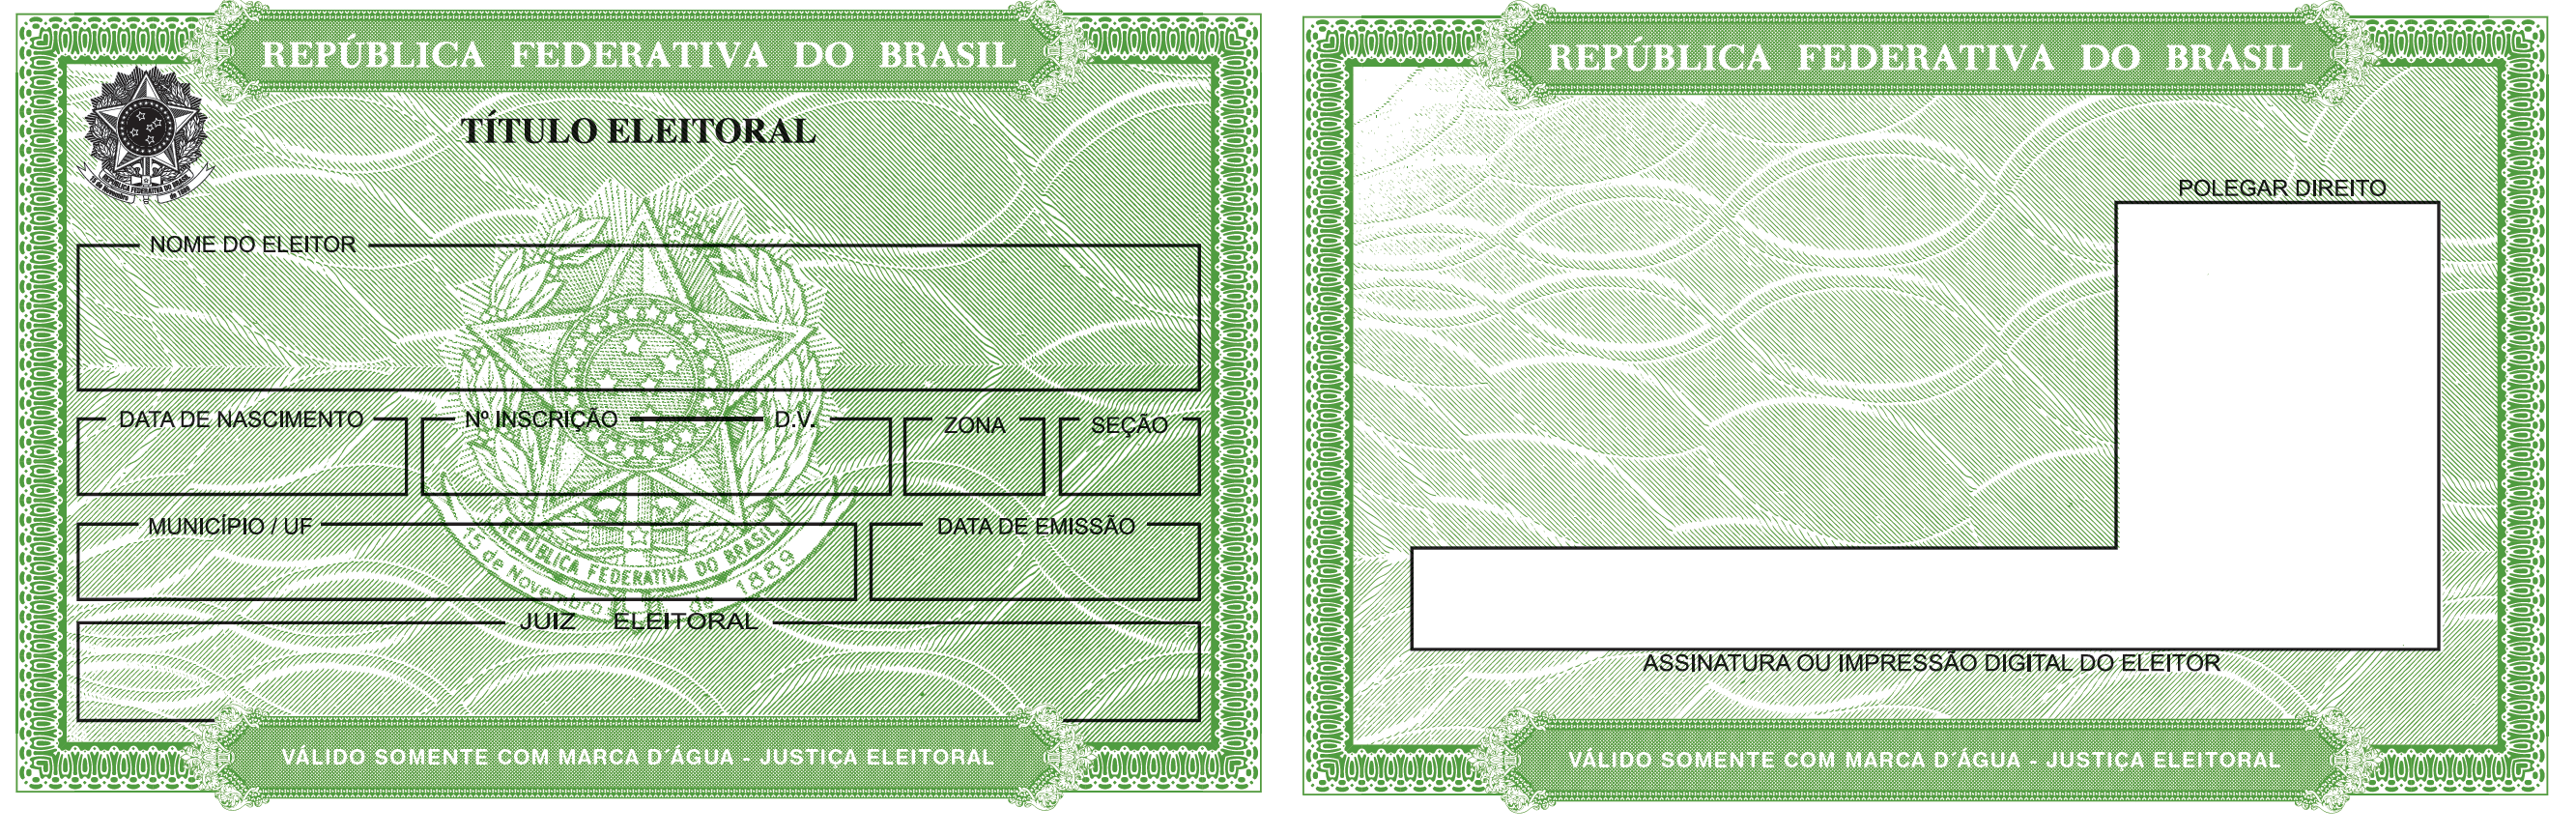 REPÚBLICA FEDERATIVA DO BRASIL
TÍTULO ELEITORAL
REPÚBLICA FEDERATIVA DO BRASIL
15 de Novembro de 1889
NOME DO ELEITOR
DATA DE NASCIMENTO
Nº INSCRIÇÃO D.V.
ZONA
SEÇÃO
MUNICÍPIO / UF
DATA DE EMISSÃO
REPÚBLICA FEDERATIVA DO BRASIL
15 de Novembro de 1889
JUIZ ELEITORAL
VÁLIDO SOMENTE COM MARCA D´ÁGUA - JUSTIÇA ELEITORAL
REPÚBLICA FEDERATIVA DO BRASIL
POLEGAR DIREITO
ASSINATURA OU IMPRESSÃO DIGITAL DO ELEITOR
VÁLIDO SOMENTE COM MARCA D´ÁGUA - JUSTIÇA ELEITORAL